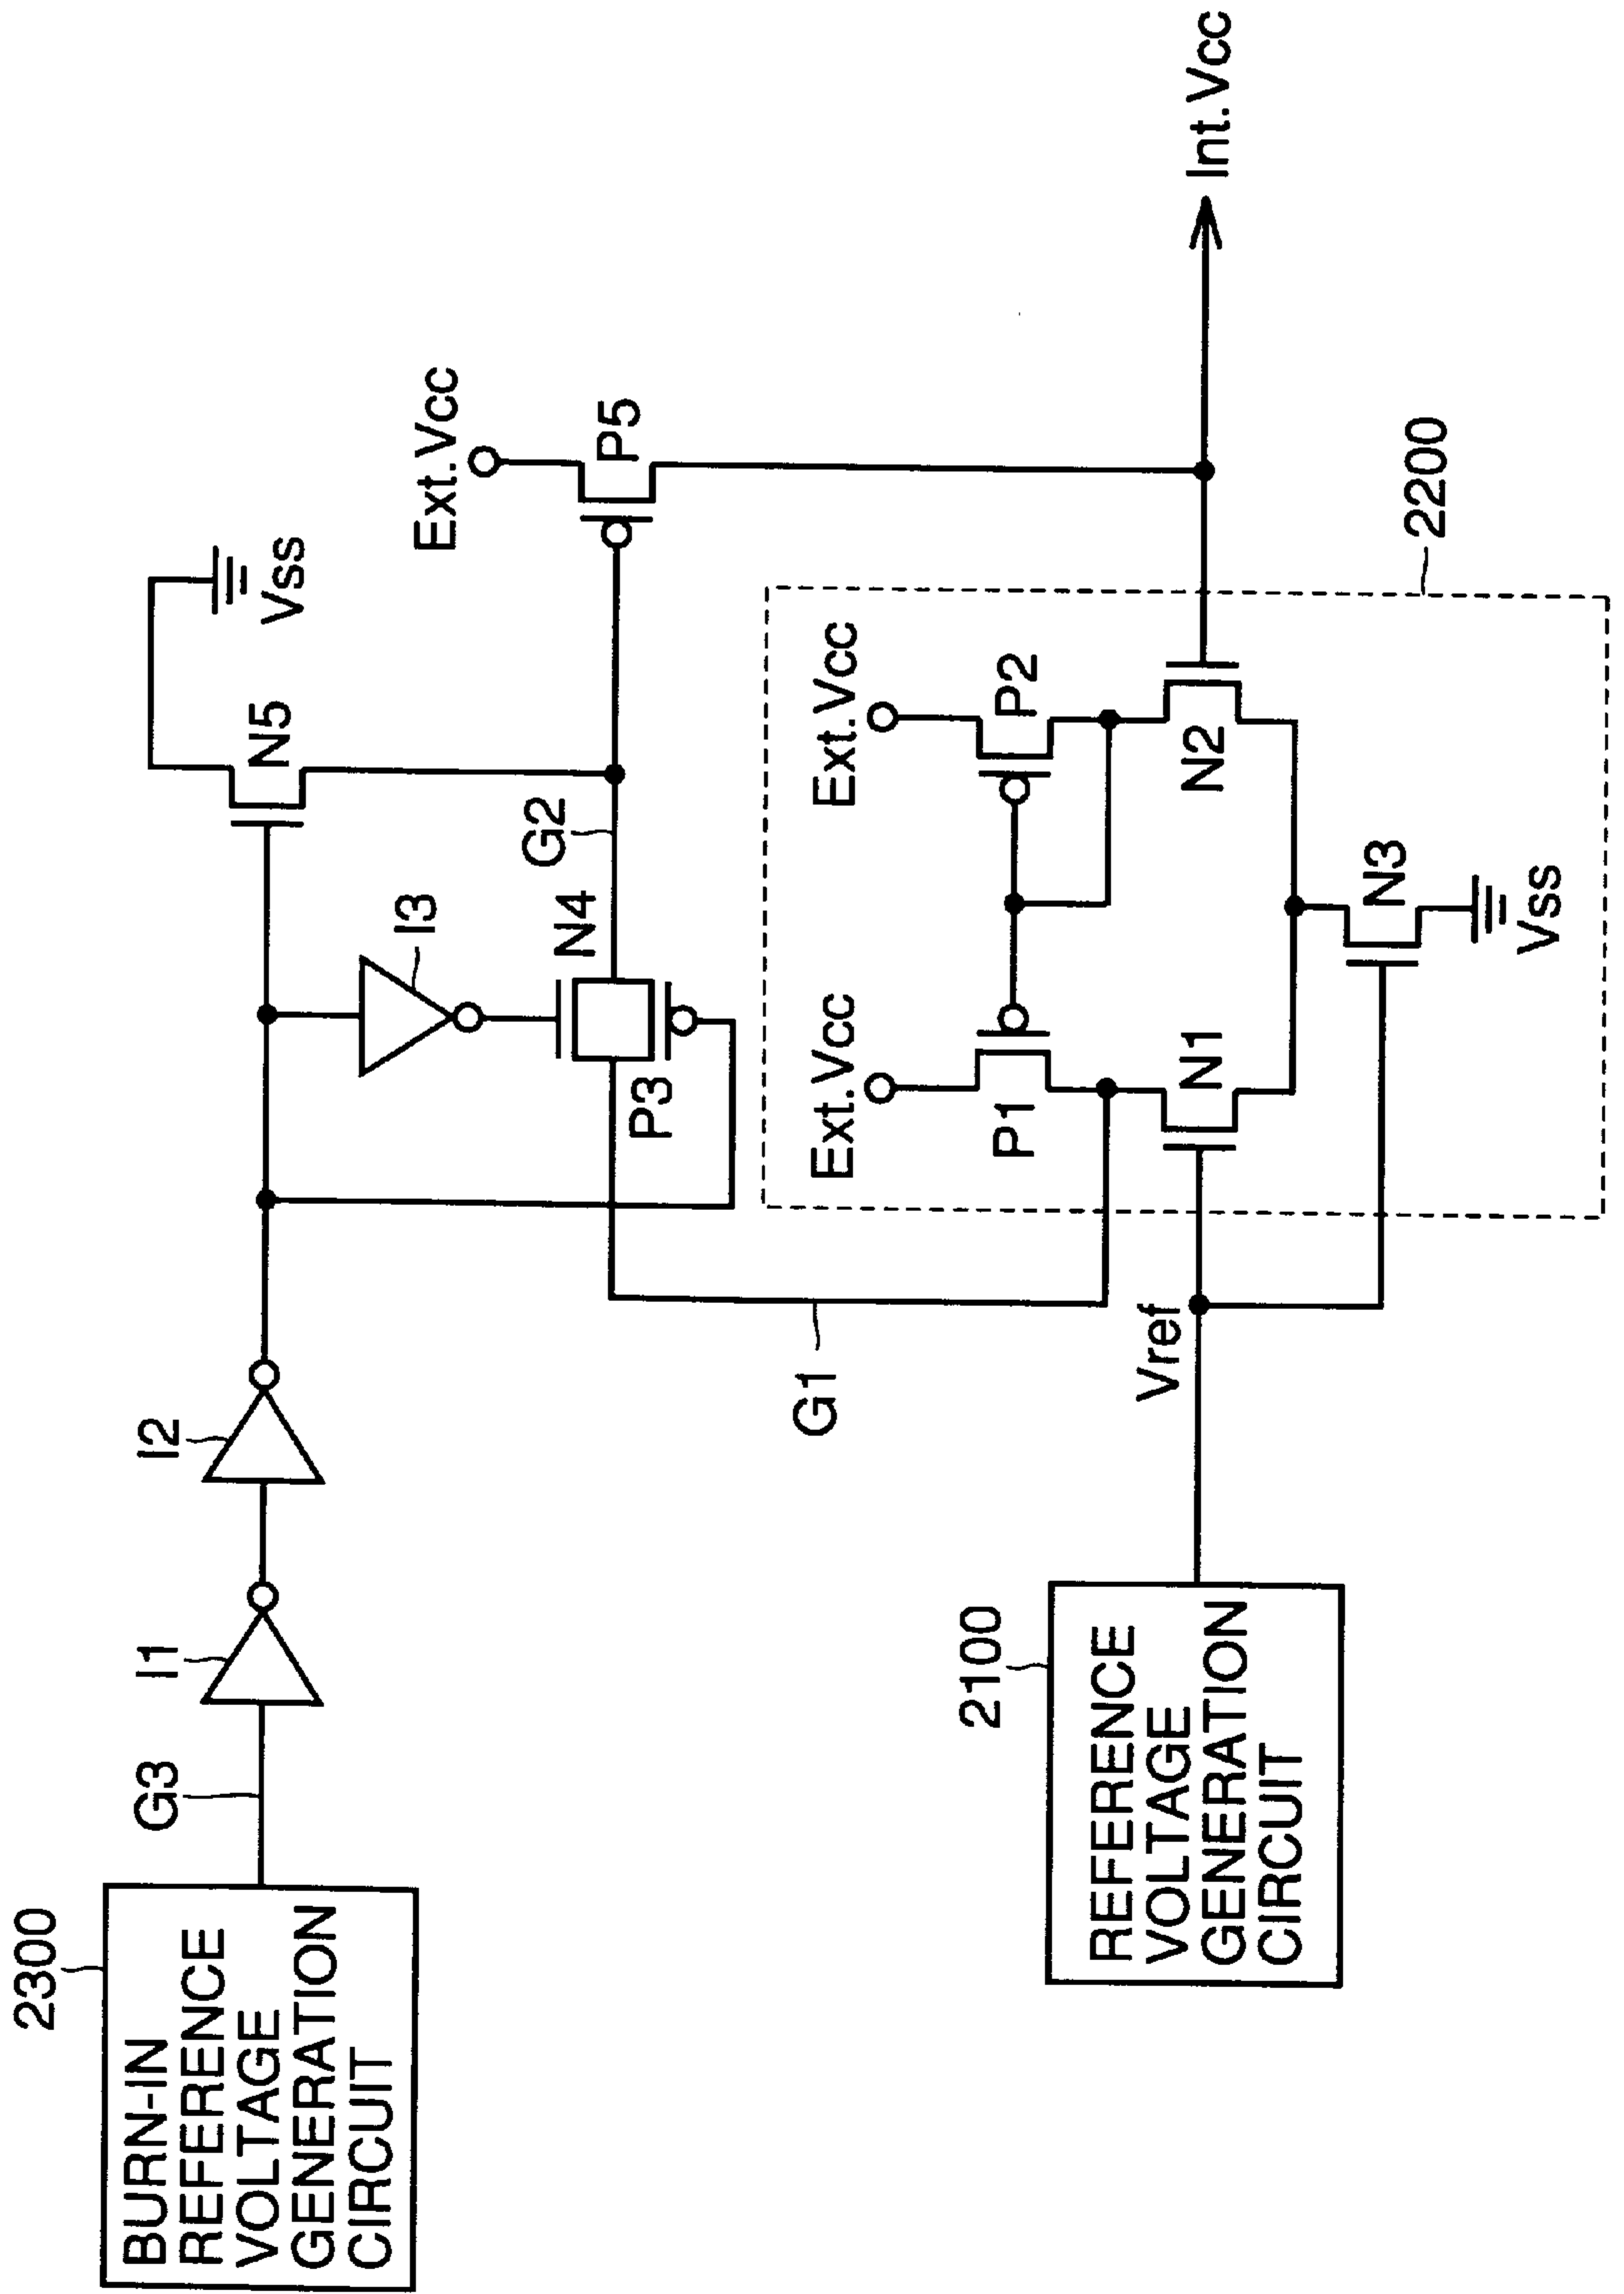 2300
BURN-IN
REFERENCE
VOLTAGE
GENERATION
CIRCUIT
G3
I1
I2
N5
Vss
I3
N4
G2
P3
Ext.Vcc
P5
G1
Ext.Vcc
Ext.Vcc
P1
P2
2200
Int.Vcc
2100
REFERENCE
VOLTAGE
GENERATION
CIRCUIT
Vref
N1
N2
N3
Vss